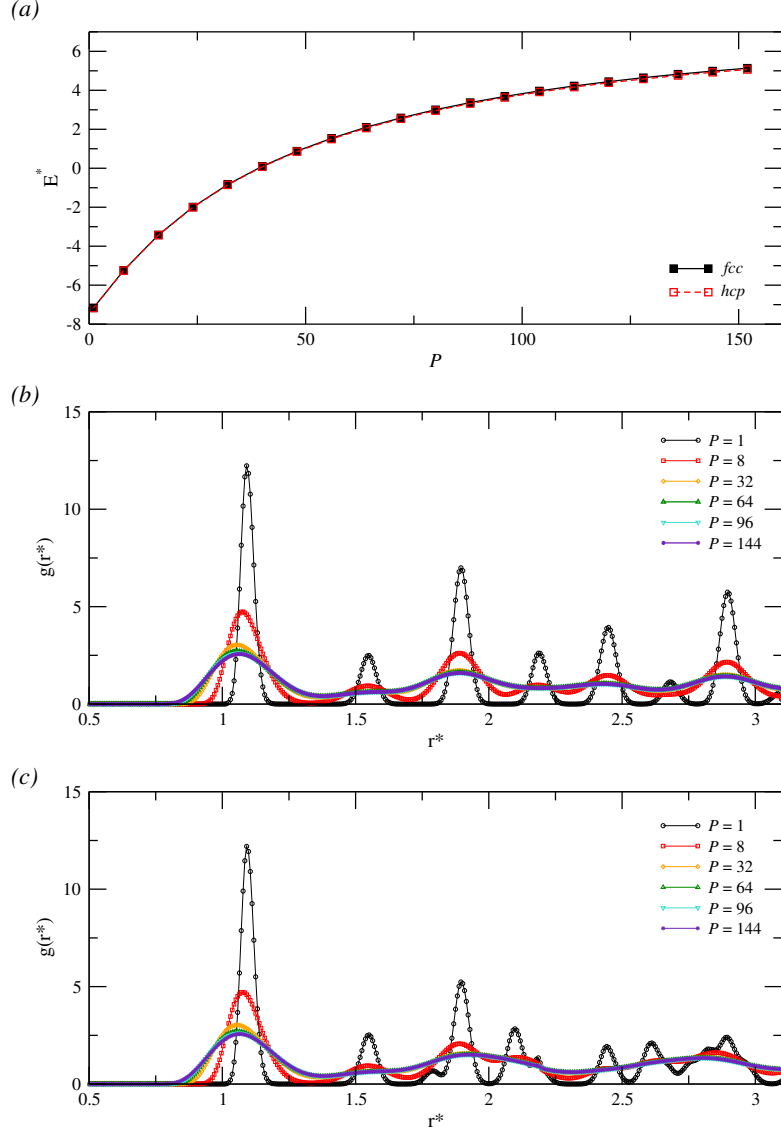 (a)
6
4
2
0
-2
-4
-6
-8
E*
fcc
hcp
0 50 100 150
P
(b)
15
10
5
0
g(r*)
P = 1
P = 8
P = 32
P = 64
P = 96
P = 144
0.5 1 1.5 2 2.5 3
r*
(c)
15
10
5
0
g(r*)
P = 1
P = 8
P = 32
P = 64
P = 96
P = 144
0.5 1 1.5 2 2.5 3
r*